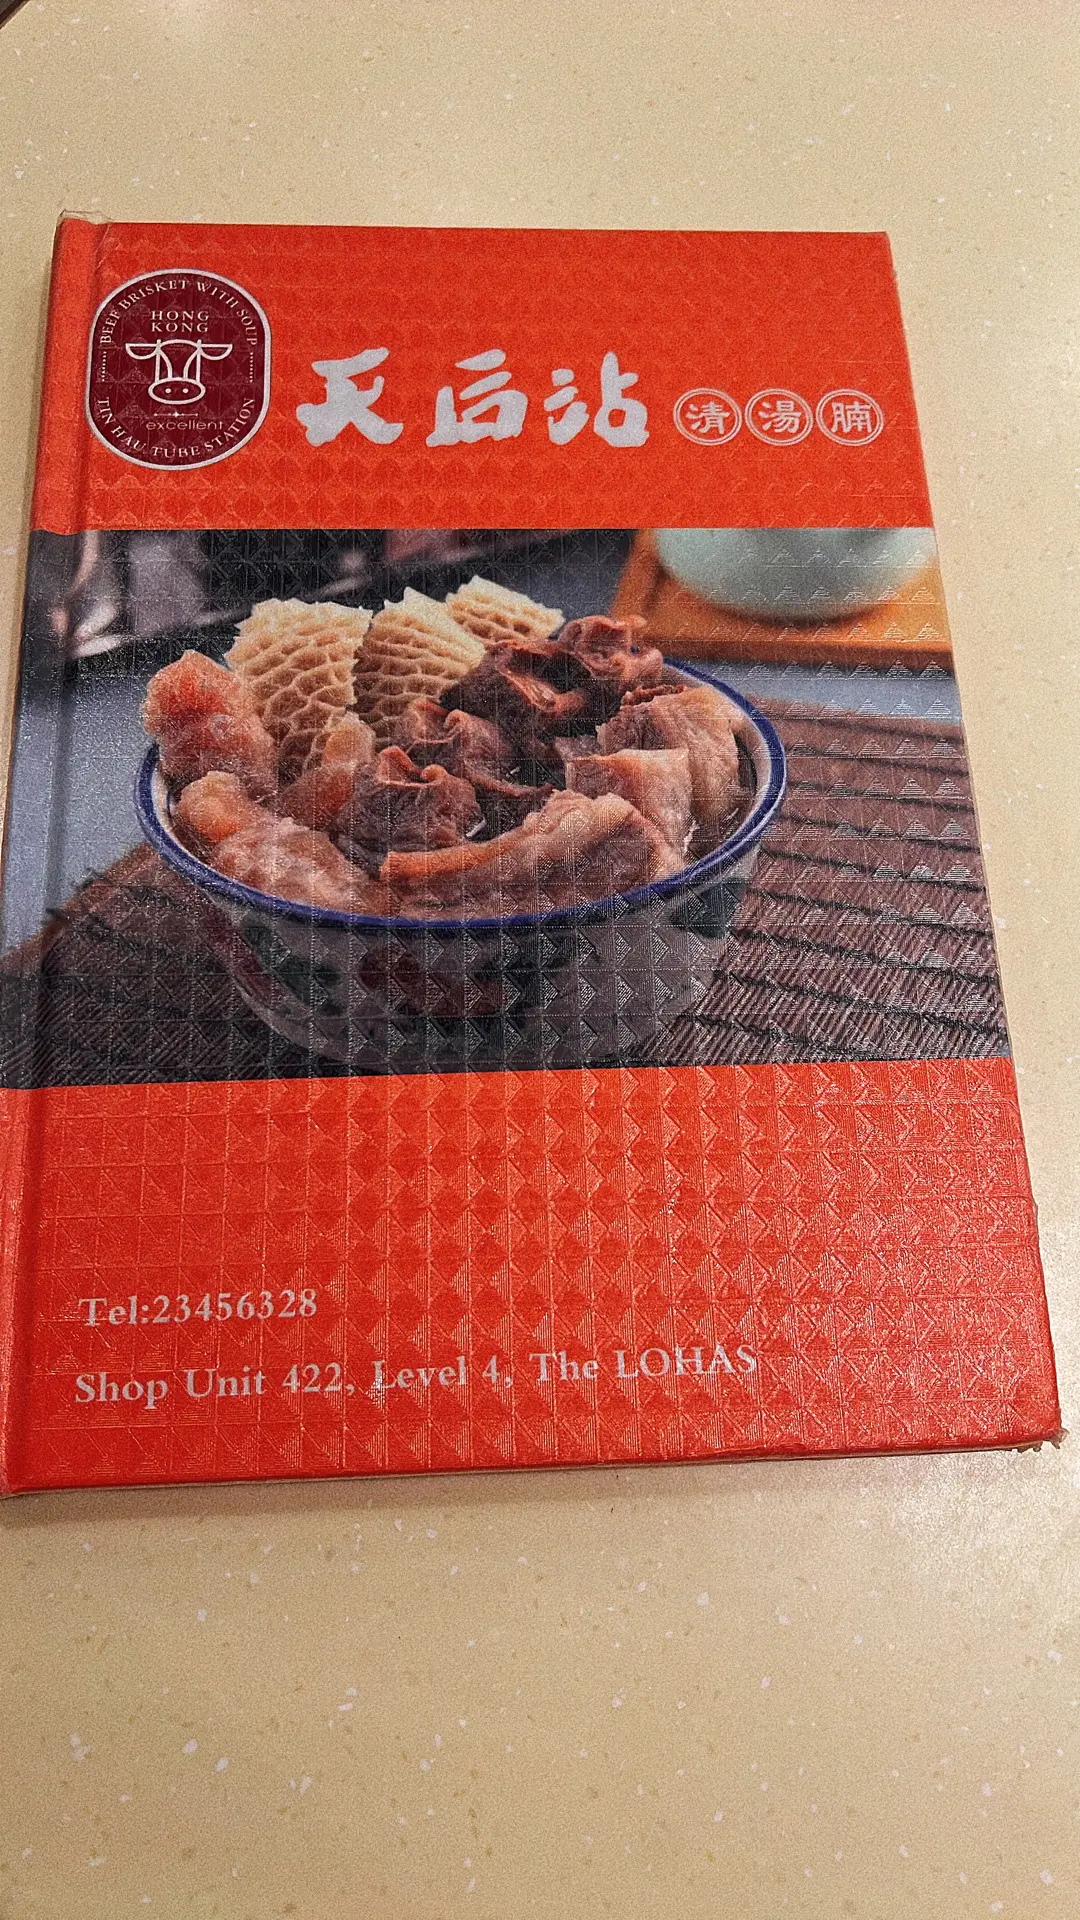 BEEF BRISKET WITH SOUP
HONG
KONG
excellent
TIN HAU TUBE STATION
天后站 清湯腩
Tel:23456328
Shop Unit 422, Level 4, The LOHAS